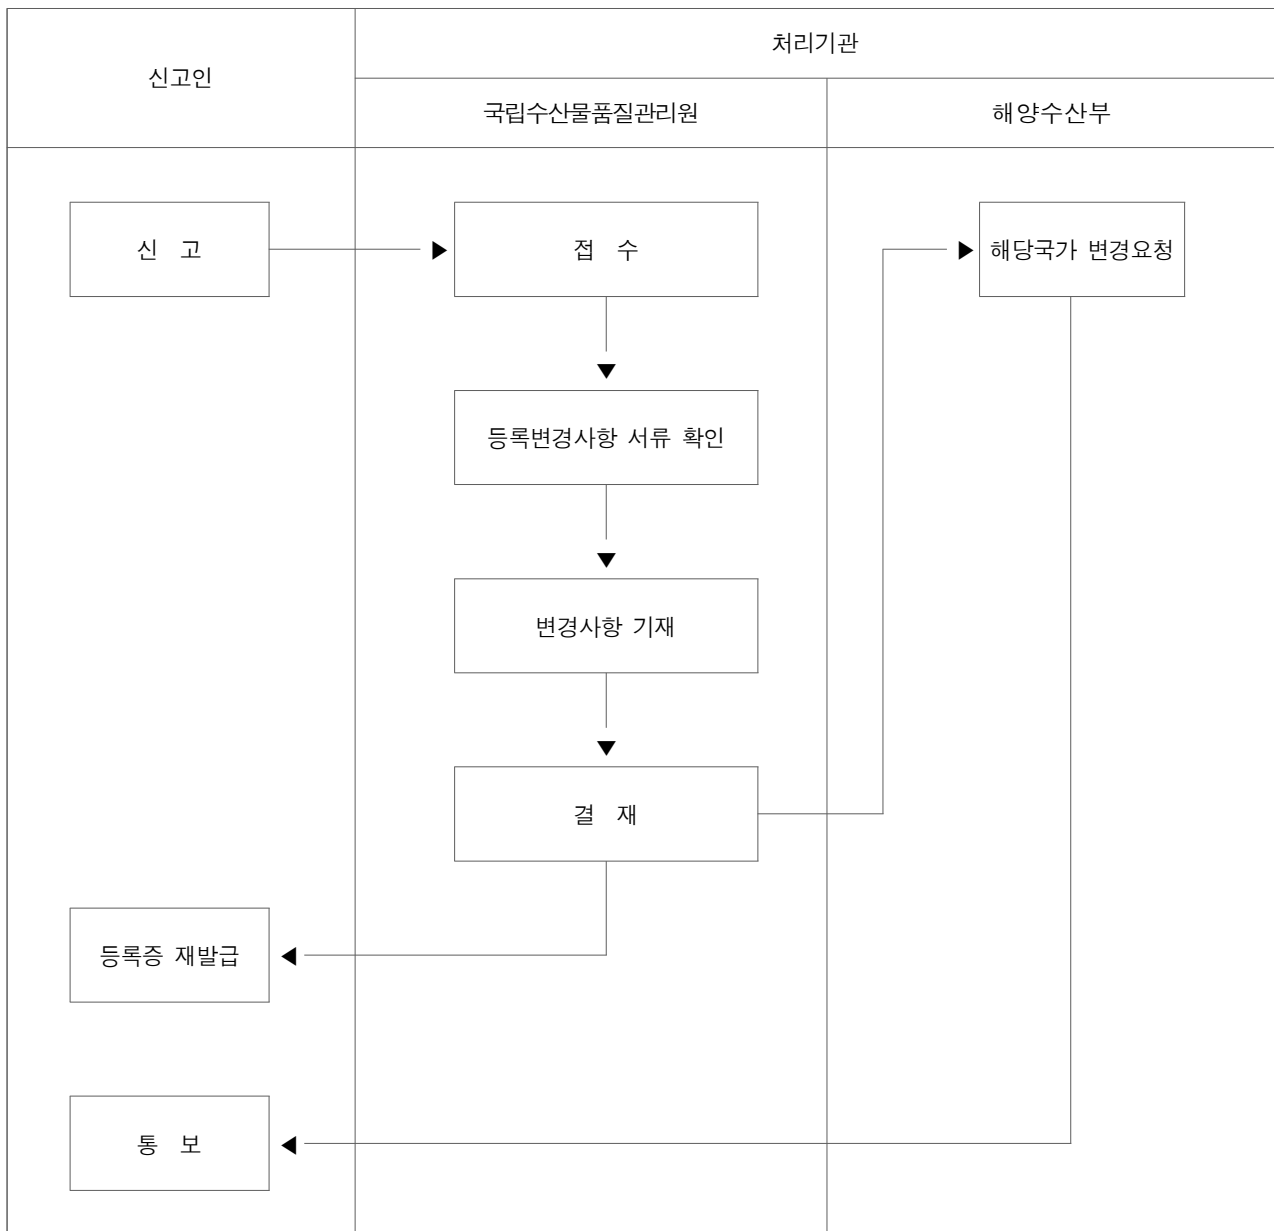 처리기관
신고인
국립수산물품질관리원
해양수산부
신 고
접 수
해당국가 변경요청
등록변경사항 서류 확인
변경사항 기재
결 재
등록증 재발급
통 보